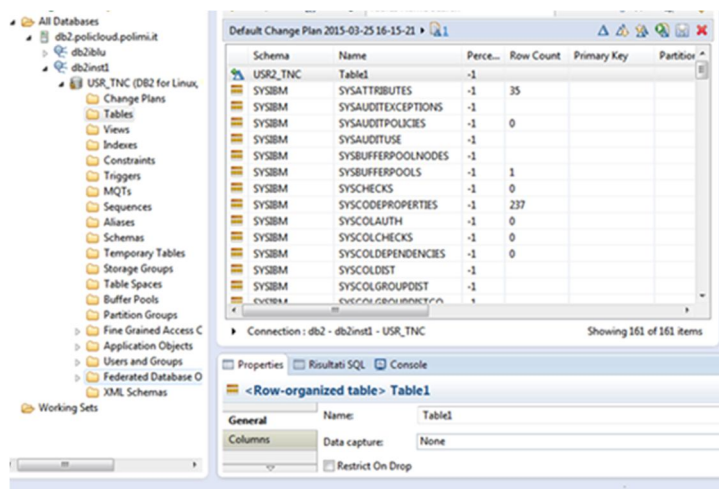 All Databases
db2.policloud.polimi.it
db2iblu
db2inst1
USR_TNC (DB2 for Linux,
Change Plans
Tables
Views
Indexes
Constraints
Triggers
MQTs
Sequences
Aliases
Schemas
Temporary Tables
Storage Groups
Table Spaces
Buffer Pools
Partition Groups
Fine Grained Access C
Application Objects
Users and Groups
Federated Database O
XML Schemas
Working Sets
Default Change Plan 2015-03-25 16-15-21 1
Schema Name Perce... Row Count Primary Key Partition
USR2_TNC Table1 -1
SYSIBM SYSATTRIBUTES -1 35
SYSIBM SYSAUDITEXCEPTIONS -1
SYSIBM SYSAUDITPOLICIES -1 0
SYSIBM SYSAUDITUSE -1
SYSIBM SYSBUFFERPOOLNODES -1
SYSIBM SYSBUFFERPOOLS -1 1
SYSIBM SYSCHECKS -1 0
SYSIBM SYSCODEPROPERTIES -1 237
SYSIBM SYSCOLAUTH -1 0
SYSIBM SYSCOLCHECKS -1 0
SYSIBM SYSCOLDEPENDENCIES -1 0
SYSIBM SYSCOLDIST -1
SYSIBM SYSCOLGROUPDIST -1
SYSIBM SYSCOLGROUPDISTCO -1
Connection : db2 - db2inst1 - USR_TNC Showing 161 of 161 items
Properties Risultati SQL Console
<Row-organized table> Table1
General
Columns
Name: Table1
Data capture: None
Restrict On Drop